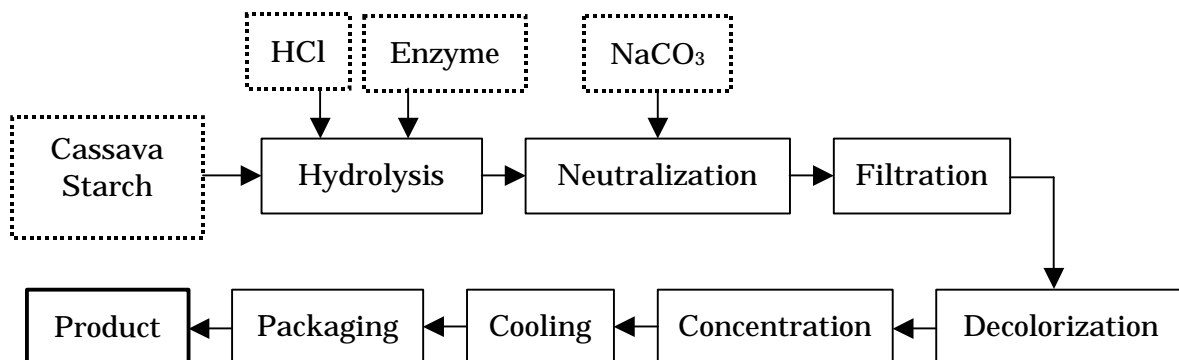 HCl
Enzyme
NaCO₃
Cassava
Starch
Hydrolysis
Neutralization
Filtration
Product
Packaging
Cooling
Concentration
Decolorization